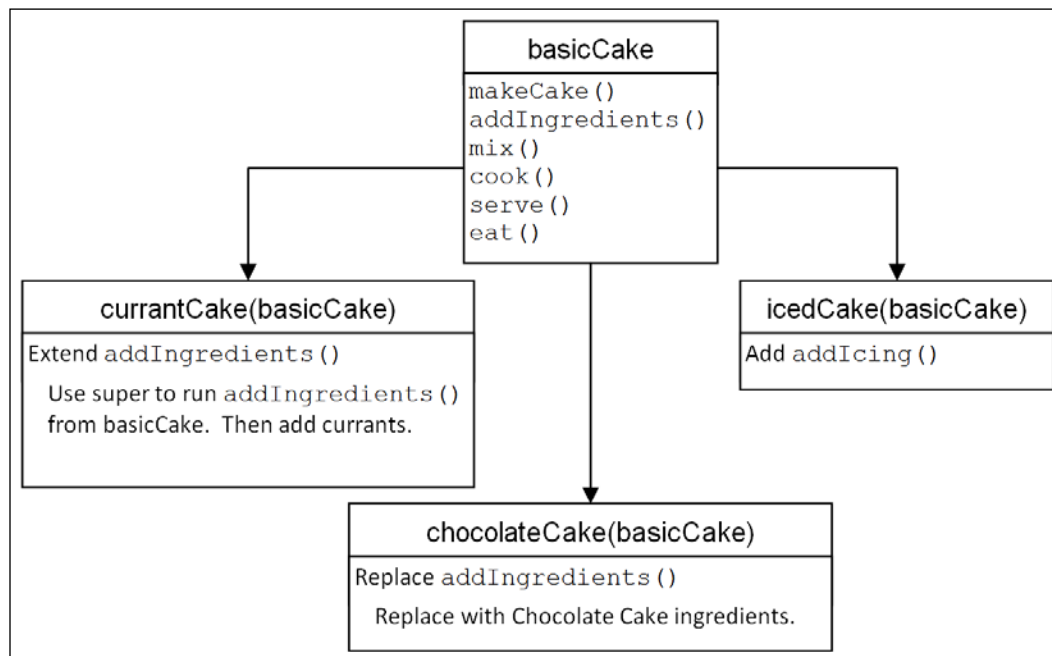 basicCake
makeCake()
addIngredients()
mix()
cook()
serve()
eat()
currantCake(basicCake)
Extend addIngredients()
Use super to run addIngredients()
from basicCake. Then add currants.
icedCake(basicCake)
Add addIcing()
chocolateCake(basicCake)
Replace addIngredients()
Replace with Chocolate Cake ingredients.